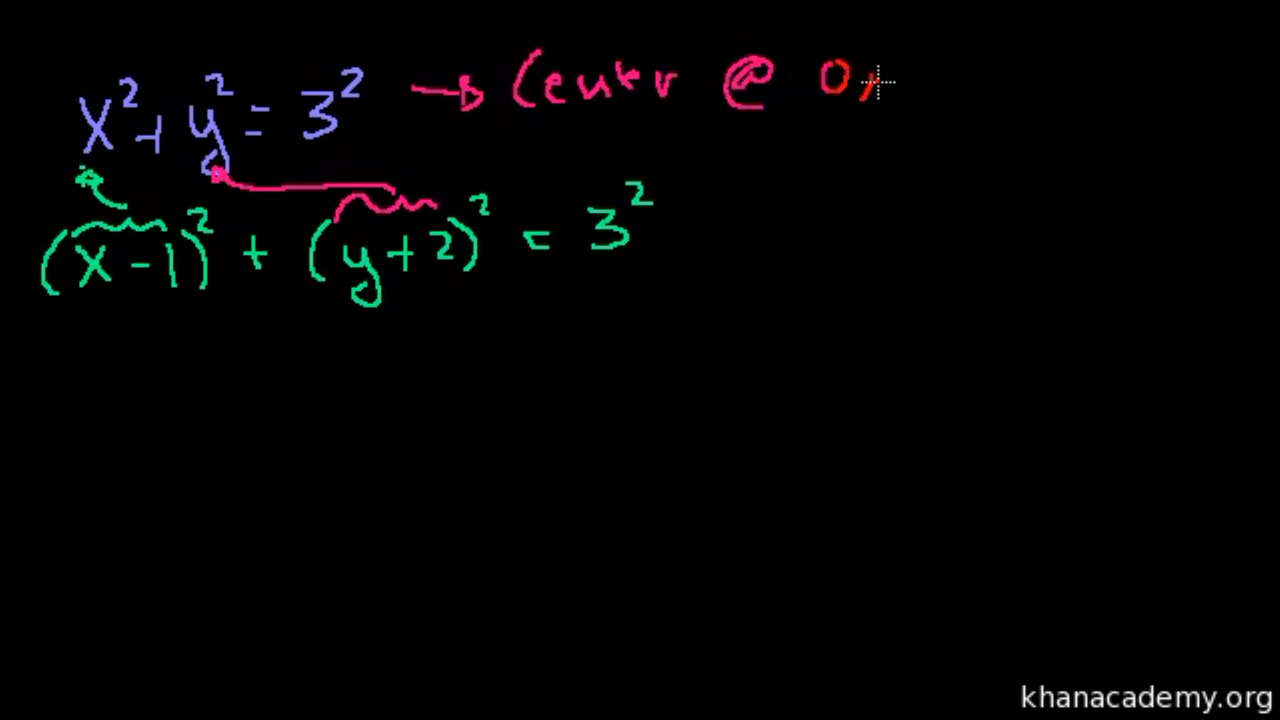 x² + y² = 3² → Center @ 0,
(x - 1)² + (y + 2)² = 3²
khanacademy.org